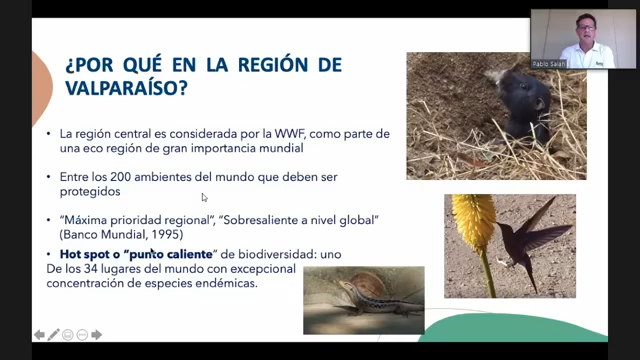 ¿POR QUÉ EN LA REGIÓN DE
VALPARAÍSO?
• La región central es considerada por la WWF, como parte de
una eco región de gran importancia mundial
• Entre los 200 ambientes del mundo que deben ser
protegidos
• "Máxima prioridad regional", "Sobresaliente a nivel global"
(Banco Mundial, 1995)
• Hot spot o "punto caliente" de biodiversidad: uno
De los 34 lugares del mundo con excepcional
concentración de especies endémicas.
Pablo Salah